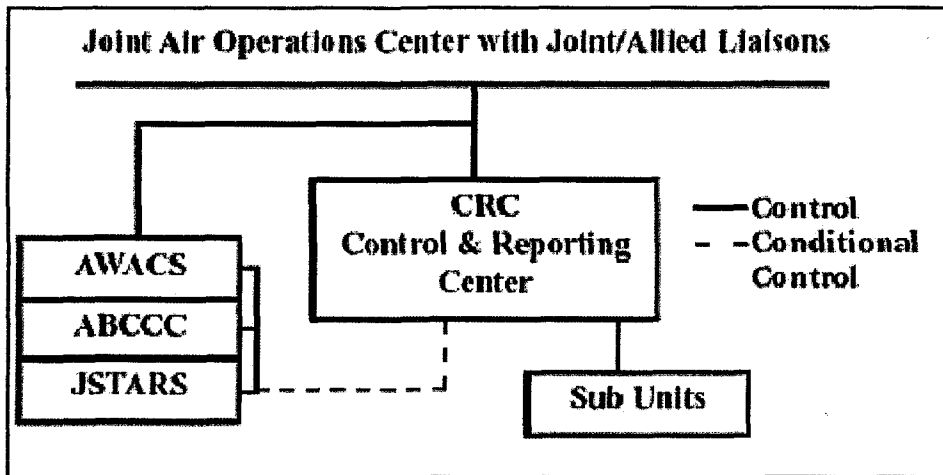 Joint Air Operations Center with Joint/Allied Liaisons
CRC
Control & Reporting
Center
Control
Conditional
Control
AWACS
ABCCC
JSTARS
Sub Units